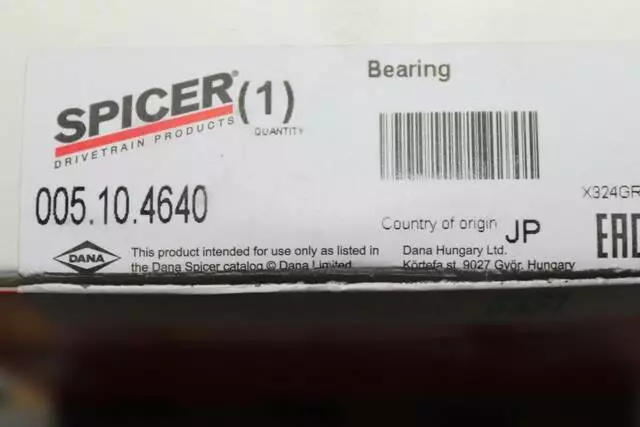 SPICER®
DRIVETRAIN PRODUCTS
(1)
QUANTITY
Bearing
005.10.4640
X324GR
Country of origin JP
EAC
DANA
This product intended for use only as listed in
the Dana Spicer catalog © Dana Limited
Dana Hungary Ltd.
Körtefa st. 9027 Győr, Hungary